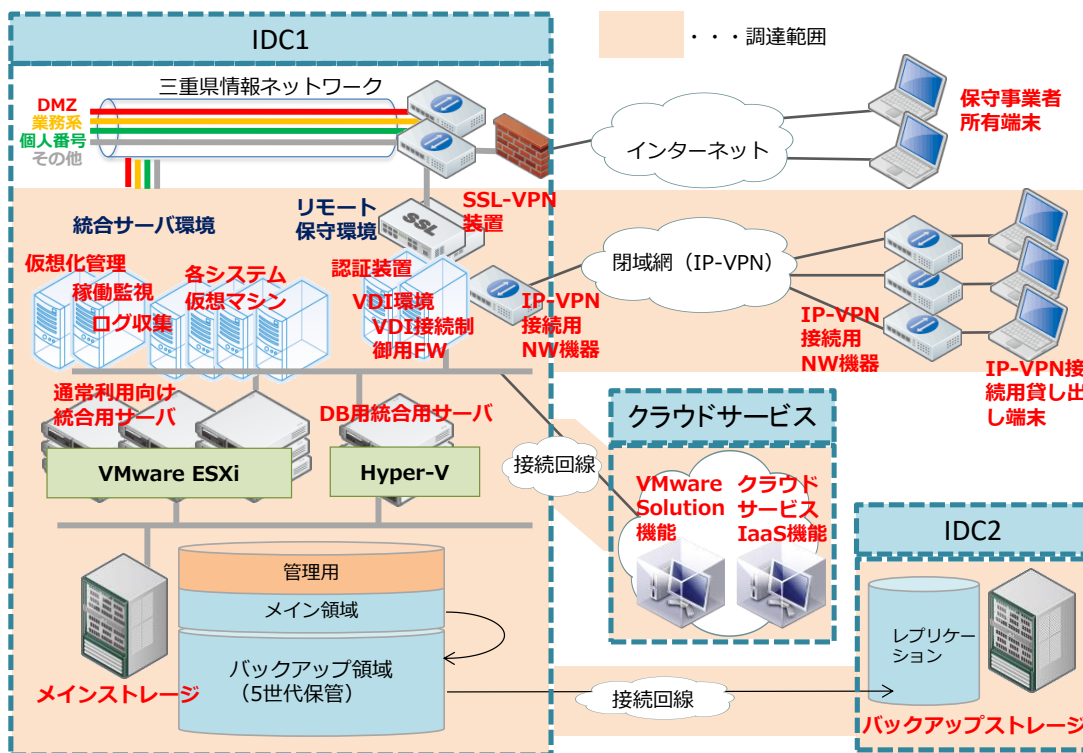 IDC1
・・・調達範囲
三重県情報ネットワーク
DMZ
業務系
個人番号
その他
インターネット
保守事業者
所有端末
統合サーバ環境
リモート
保守環境
SSL
SSL-VPN
装置
仮想化管理
稼働監視
ログ収集
各システム
仮想マシン
認証装置
VDI環境
VDI接続制
御用FW
IP-VPN
接続用
NW機器
閉域網（IP-VPN）
IP-VPN
接続用
NW機器
IP-VPN接
続用貸し出
し端末
通常利用向け
統合用サーバ
DB用統合用サーバ
VMware ESXi
Hyper-V
接続回線
クラウドサービス
VMware
Solution
機能
クラウド
サービス
IaaS機能
IDC2
管理用
メイン領域
バックアップ領域
（5世代保管）
メインストレージ
接続回線
レプリケー
ション
バックアップストレージ